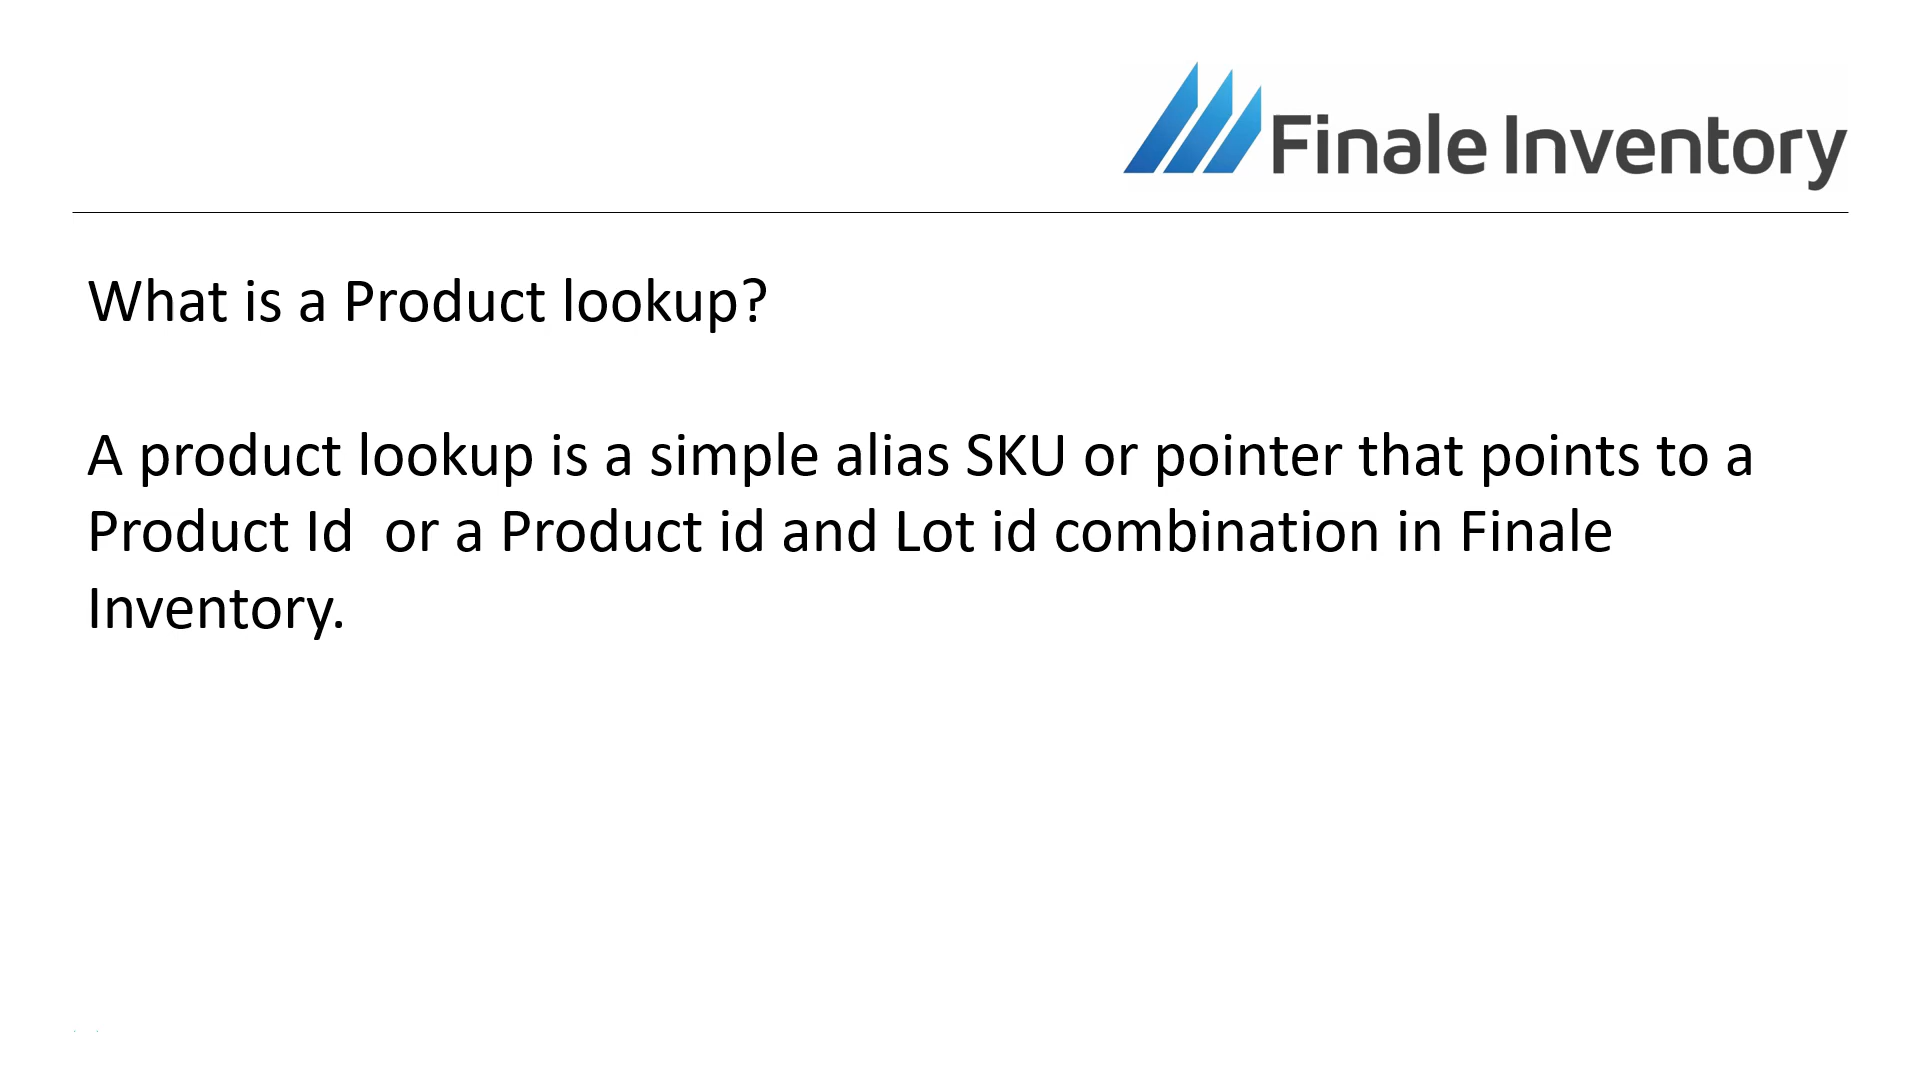 Finale Inventory
What is a Product lookup?
A product lookup is a simple alias SKU or pointer that points to a
Product Id  or a Product id and Lot id combination in Finale
Inventory.